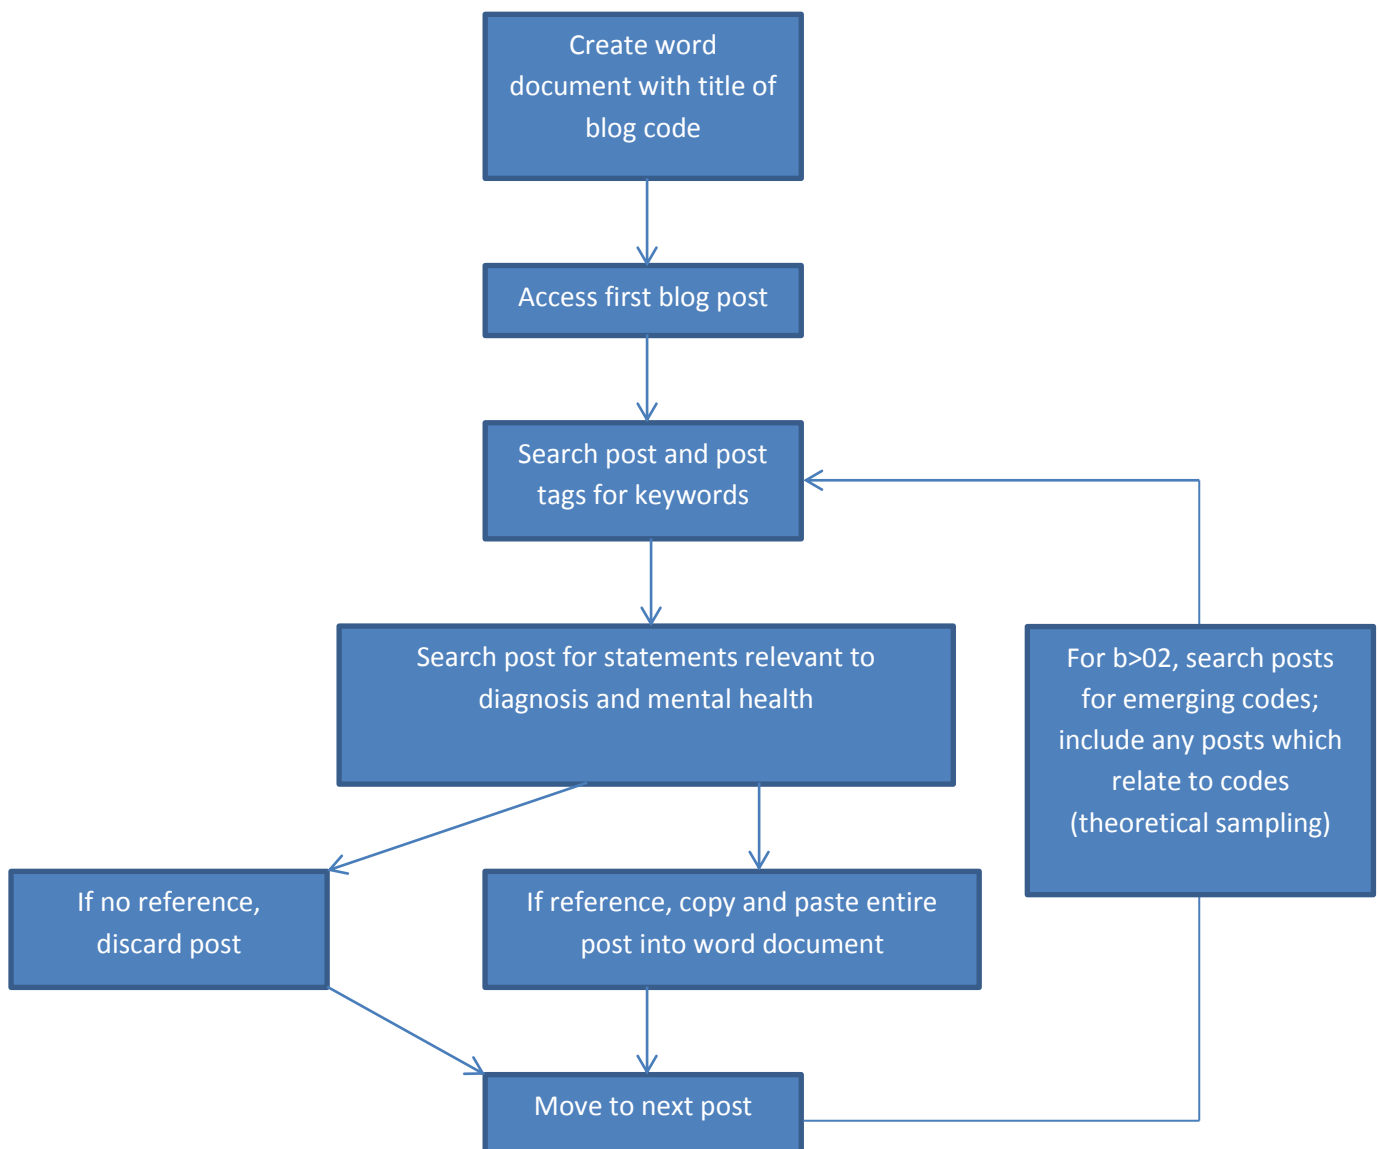 Create word
document with title of
blog code
Access first blog post
Search post and post
tags for keywords
Search post for statements relevant to
diagnosis and mental health
For b>02, search posts
for emerging codes;
include any posts which
relate to codes
(theoretical sampling)
If no reference,
discard post
If reference, copy and paste entire
post into word document
Move to next post